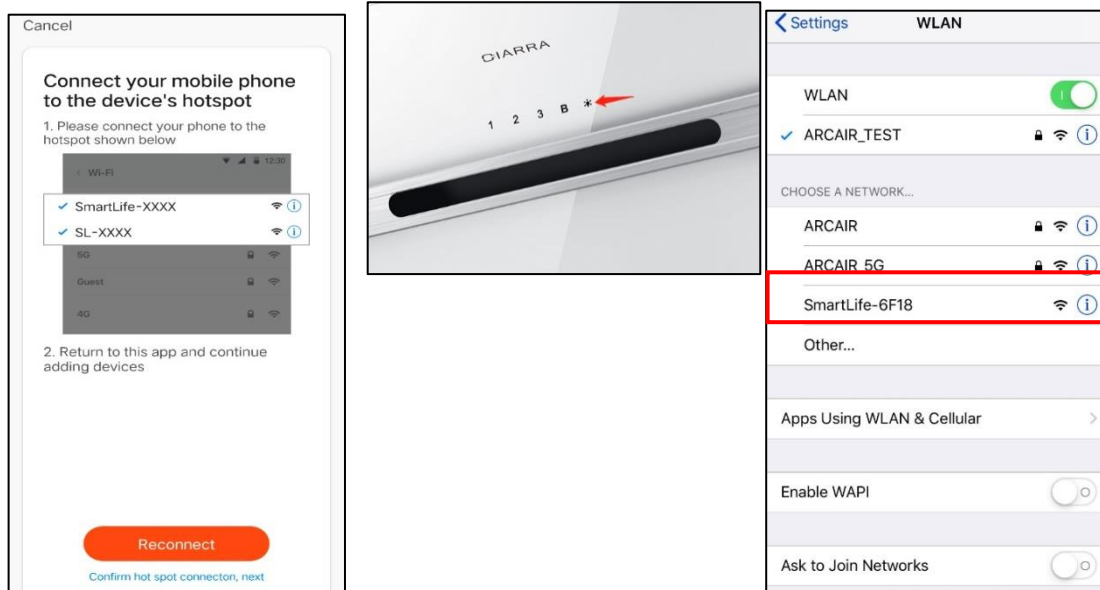 Cancel
Connect your mobile phone
to the device's hotspot
1. Please connect your phone to the
hotspot shown below
12:30
< Wi-Fi
SmartLife-XXXX
SL-XXXX
5G
Guest
4G
2. Return to this app and continue
adding devices
Reconnect
Confirm hot spot connecton, next
CIARRA
1 2 3 B *
Settings WLAN
WLAN
ARCAIR_TEST
CHOOSE A NETWORK...
ARCAIR
ARCAIR_5G
SmartLife-6F18
Other...
Apps Using WLAN & Cellular
Enable WAPI
Ask to Join Networks